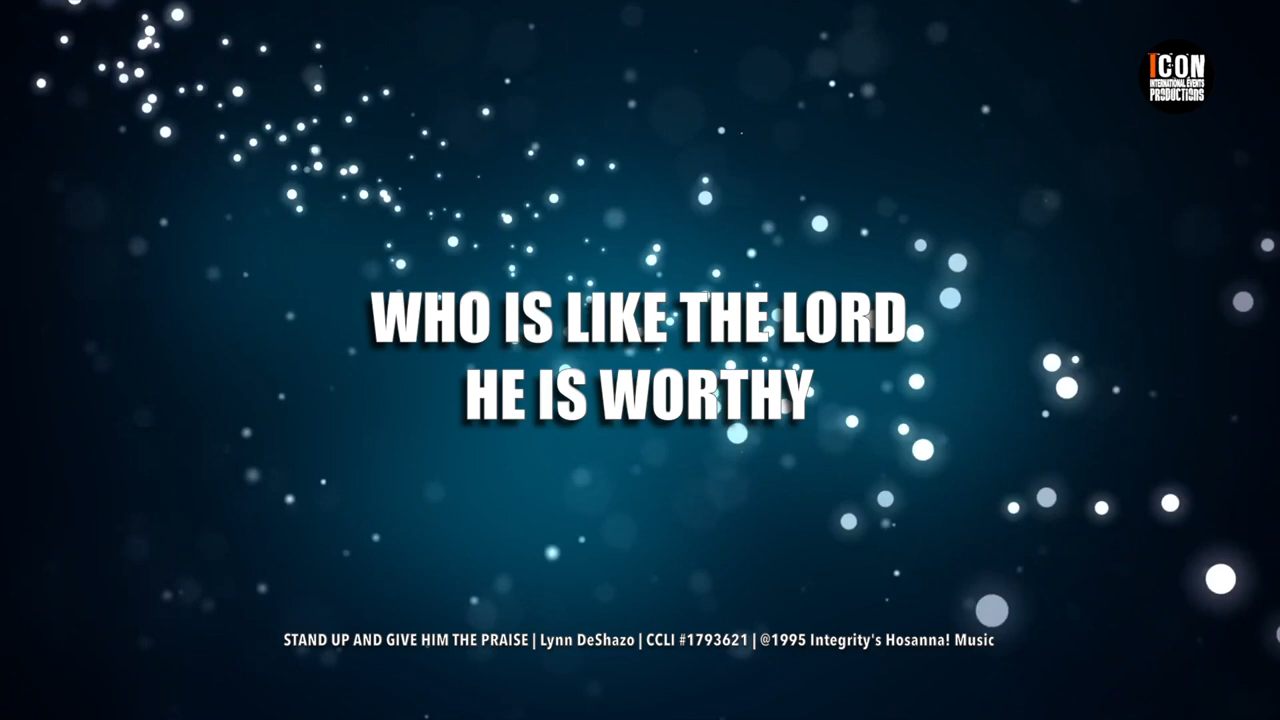 ICON
INTERNATIONAL EVENTS
PRODUCTIONS
WHO IS LIKE THE LORD
HE IS WORTHY
STAND UP AND GIVE HIM THE PRAISE | Lynn DeShazo | CCLI #1793621 | @1995 Integrity's Hosanna! Music